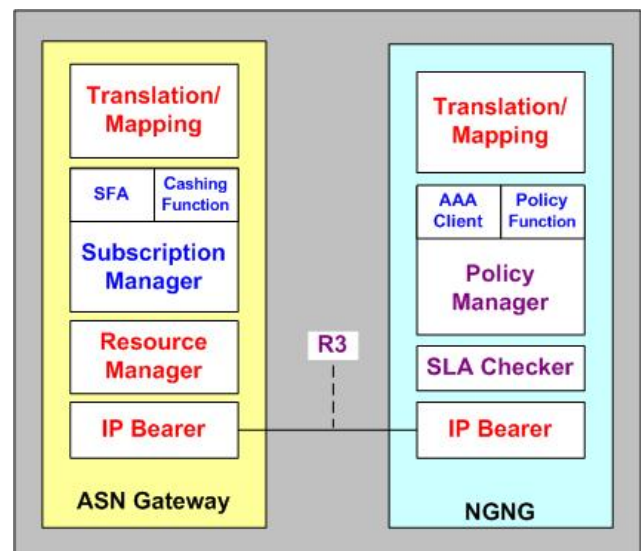 Translation/
Mapping
SFA
Cashing
Function
Subscription
Manager
Resource
Manager
IP Bearer
ASN Gateway
R3
Translation/
Mapping
AAA
Client
Policy
Function
Policy
Manager
SLA Checker
IP Bearer
NGNG